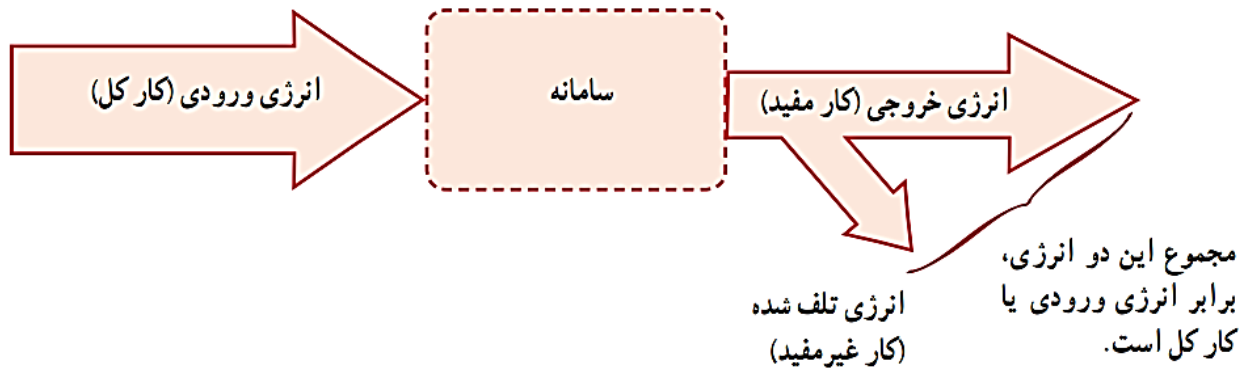 انرژی ورودی (کار کل)
سامانه
انرژی خروجی (کار مفید)
انرژی تلف شده
(کار غیرمفید)
مجموع این دو انرژی،
برابر انرژی ورودی یا
کار کل است.